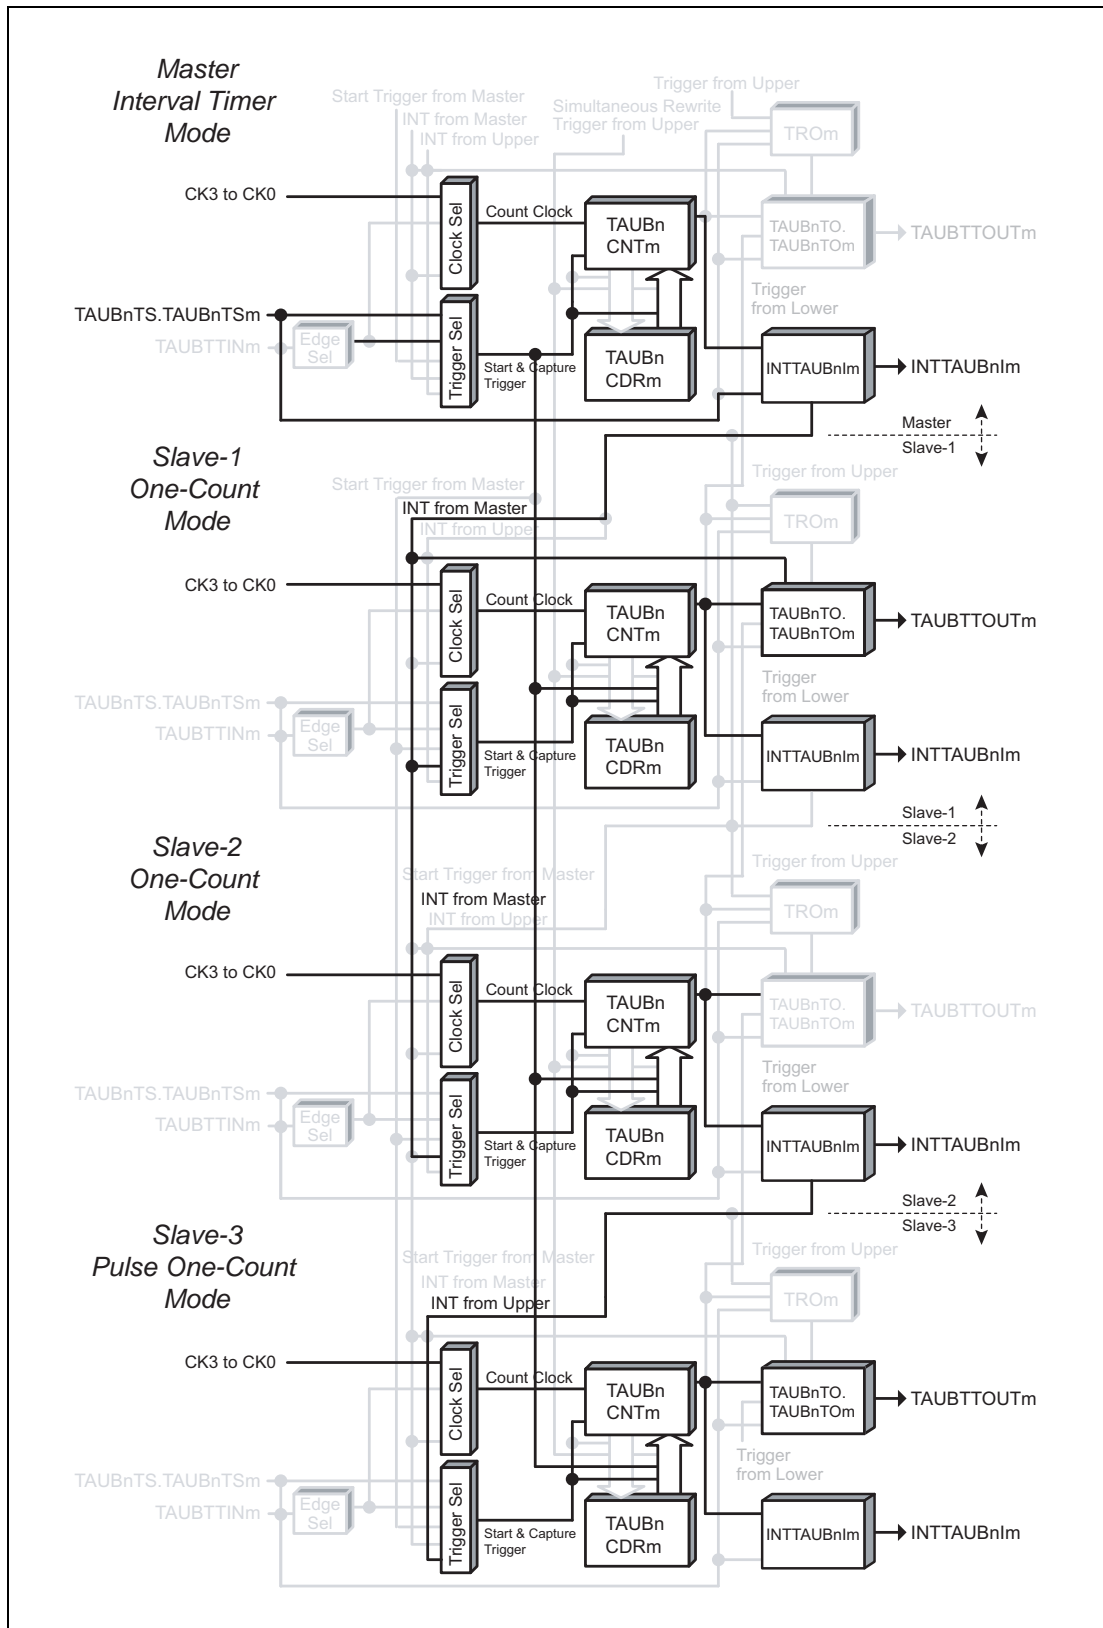 Master
Interval Timer
Mode
Start Trigger from Master
INT from Master
INT from Upper
Simultaneous Rewrite
Trigger from Upper
Trigger from Upper
TROm
CK3 to CK0
Clock Sel
Count Clock
TAUBn
CNTm
TAUBnTO.
TAUBnTOm
TAUBTTOUTm
Trigger
from Lower
TAUBnTS.TAUBnTSm
TAUBTTINm
Edge
Sel
Trigger Sel
Start & Capture
Trigger
TAUBn
CDRm
INTTAUBnIm
INTTAUBnIm
Master
Slave-1
Slave-1
One-Count
Mode
Start Trigger from Master
INT from Master
INT from Upper
Trigger from Upper
TROm
CK3 to CK0
Clock Sel
Count Clock
TAUBn
CNTm
TAUBnTO.
TAUBnTOm
TAUBTTOUTm
Trigger
from Lower
TAUBnTS.TAUBnTSm
TAUBTTINm
Edge
Sel
Trigger Sel
Start & Capture
Trigger
TAUBn
CDRm
INTTAUBnIm
INTTAUBnIm
Slave-1
Slave-2
Slave-2
One-Count
Mode
Start Trigger from Master
INT from Master
INT from Upper
Trigger from Upper
TROm
CK3 to CK0
Clock Sel
Count Clock
TAUBn
CNTm
TAUBnTO.
TAUBnTOm
TAUBTTOUTm
Trigger
from Lower
TAUBnTS.TAUBnTSm
TAUBTTINm
Edge
Sel
Trigger Sel
Start & Capture
Trigger
TAUBn
CDRm
INTTAUBnIm
INTTAUBnIm
Slave-2
Slave-3
Slave-3
Pulse One-Count
Mode
Start Trigger from Master
INT from Master
INT from Upper
Trigger from Upper
TROm
CK3 to CK0
Clock Sel
Count Clock
TAUBn
CNTm
TAUBnTO.
TAUBnTOm
TAUBTTOUTm
Trigger
from Lower
TAUBnTS.TAUBnTSm
TAUBTTINm
Edge
Sel
Trigger Sel
Start & Capture
Trigger
TAUBn
CDRm
INTTAUBnIm
INTTAUBnIm